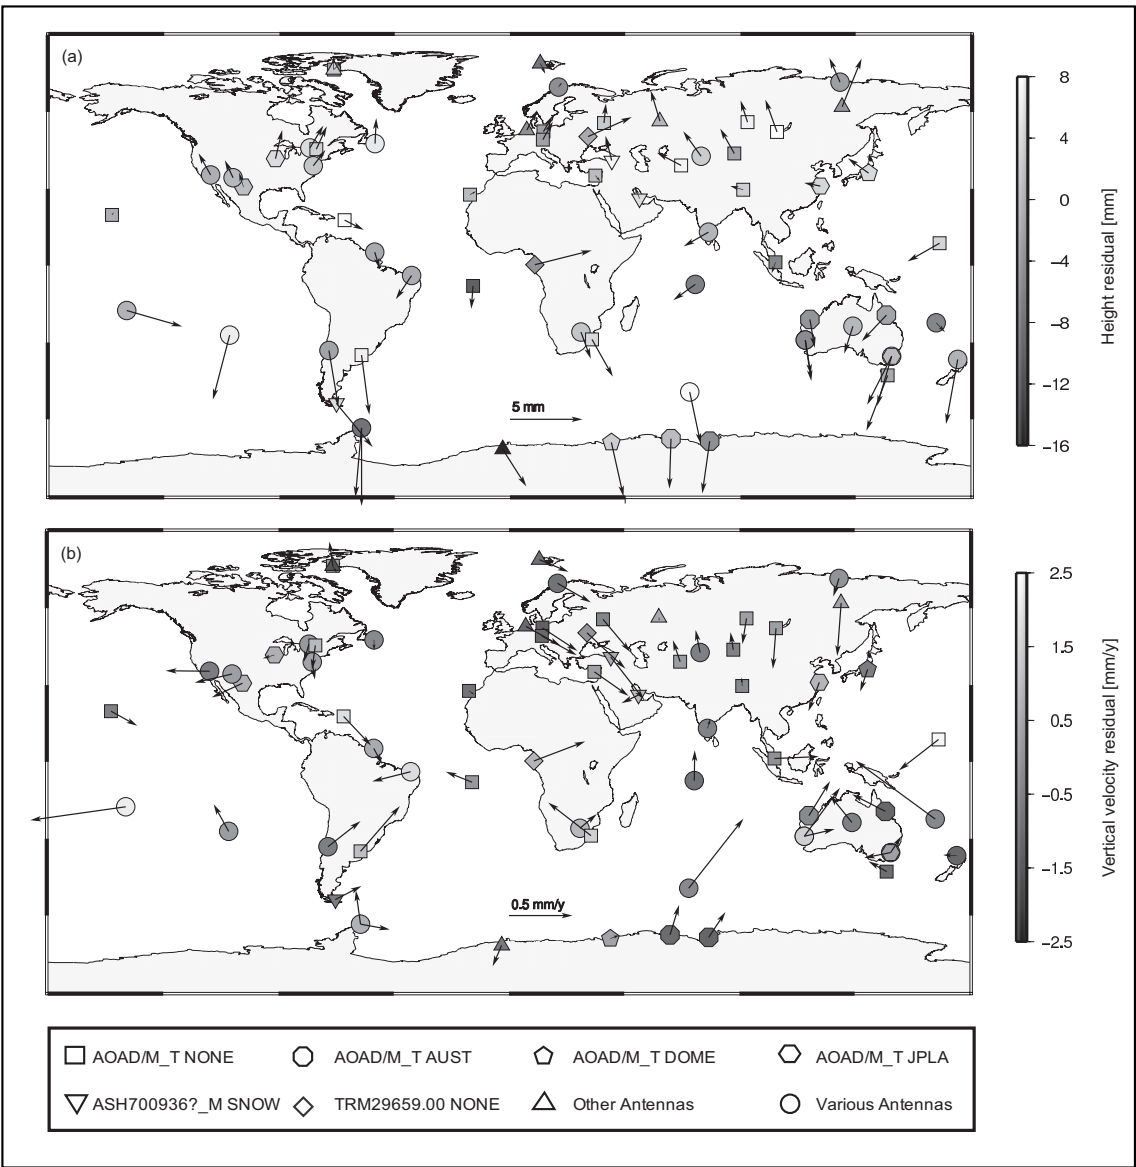 (a)
5 mm
8
4
0
−4
−8
−12
−16
Height residual [mm]
(b)
0.5 mm/y
2.5
1.5
0.5
−0.5
−1.5
−2.5
Vertical velocity residual [mm/y]
AOAD/M_T NONE
AOAD/M_T AUST
AOAD/M_T DOME
AOAD/M_T JPLA
ASH700936?_M SNOW
TRM29659.00 NONE
Other Antennas
Various Antennas